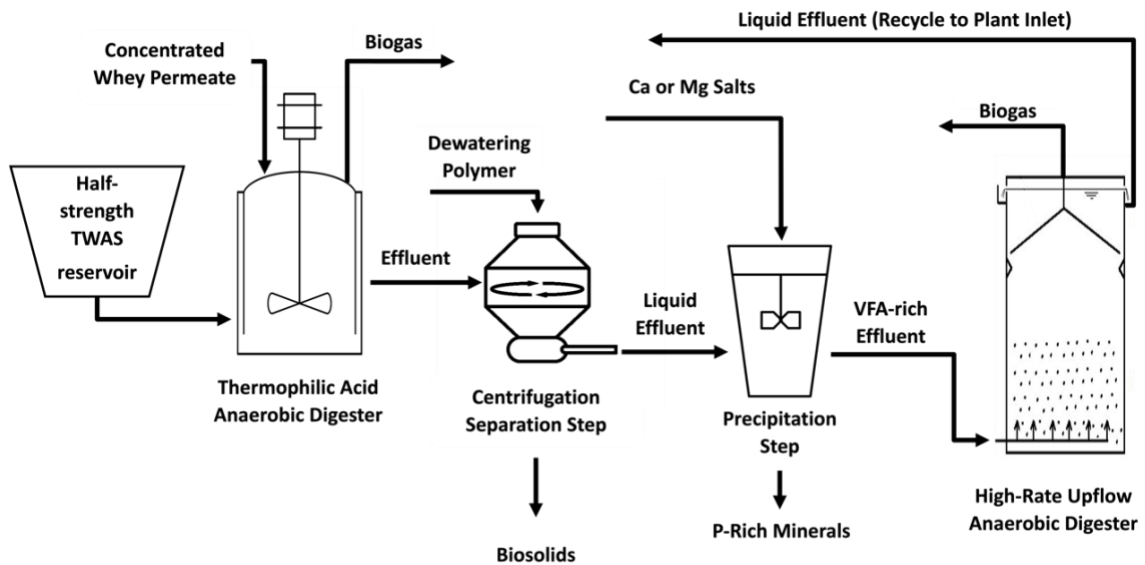 Liquid Effluent (Recycle to Plant Inlet)
Concentrated
Whey Permeate
Biogas
Ca or Mg Salts
Biogas
Dewatering
Polymer
Half-
strength
TWAS
reservoir
Effluent
Liquid
Effluent
VFA-rich
Effluent
Thermophilic Acid
Anaerobic Digester
Centrifugation
Separation Step
Precipitation
Step
High-Rate Upflow
Anaerobic Digester
P-Rich Minerals
Biosolids